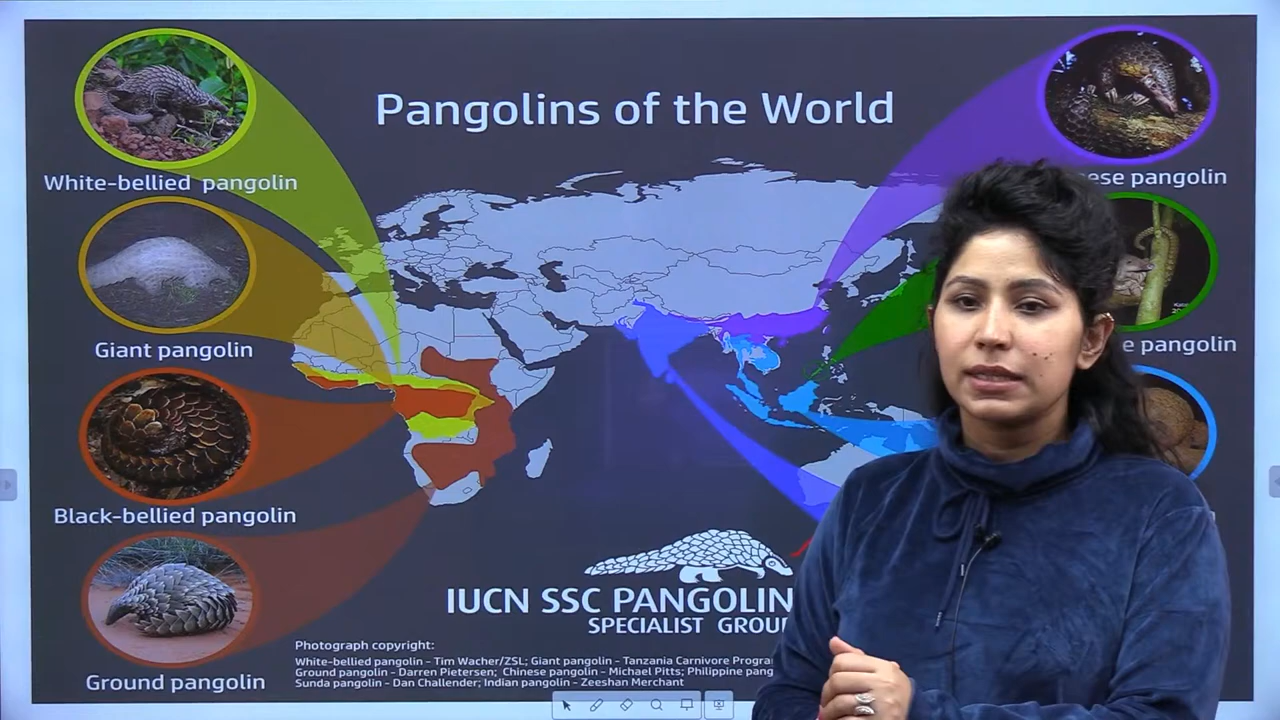 Pangolins of the World
White-bellied pangolin
ese pangolin
Giant pangolin
e pangolin
Black-bellied pangolin
IUCN SSC PANGOLIN
SPECIALIST GROU
Ground pangolin
Photograph copyright:
White-bellied pangolin - Tim Wacher/ZSL; Giant pangolin - Tanzania Carnivore Progra
Ground pangolin - Darren Pietersen; Chinese pangolin - Michael Pitts; Philippine pang
Sunda pangolin - Dan Challender; Indian pangolin - Zeeshan Merchant